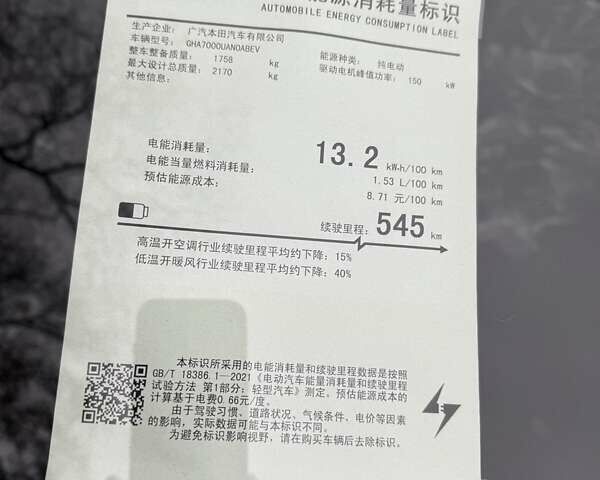 能源消耗量标识
AUTOMOBILE ENERGY CONSUMPTION LABEL
生产企业：广汽本田汽车有限公司
车辆型号：GHA7000UAN0ABEV
能源种类：纯电动
整车整备质量：1758 kg
驱动电机峰值功率：150 kW
最大设计总质量：2170 kg
其他信息：
电能消耗量：13.2 kW·h/100 km
电能当量燃料消耗量：1.53 L/100 km
预估能源成本：8.71 元/100 km
续驶里程：545 km
高温开空调行业续驶里程平均约下降：15%
低温开暖风行业续驶里程平均约下降：40%
本标识所采用的电能消耗量和续驶里程数据是按照
GB/T 18386.1—2021《电动汽车能量消耗量和续驶里程
试验方法 第1部分：轻型汽车》测定。预估能源成本的
计算基于电费0.66元/度。
由于驾驶习惯、道路状况、气候条件、电价等因素
的影响，实际数据可能与本标识不同。
为避免标识影响视野，请在购买车辆后去除标识。